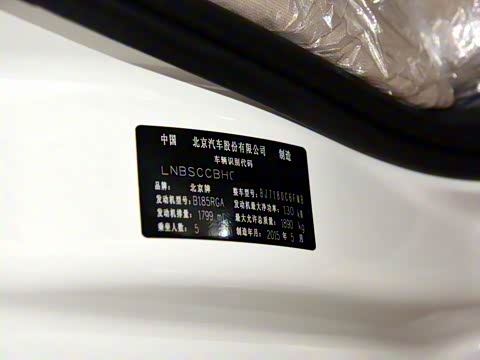 中国 北京汽车股份有限公司 制造
车辆识别代码
LNBSCCBH
品牌: 北京牌 整车型号: BJ7180C6FMB
发动机型号: B185RGA 发动机最大净功率: 130 kW
发动机排量: 1799 mL 最大允许总质量: 1890 kg
乘坐人数: 5 制造年月: 2015 年 5 月